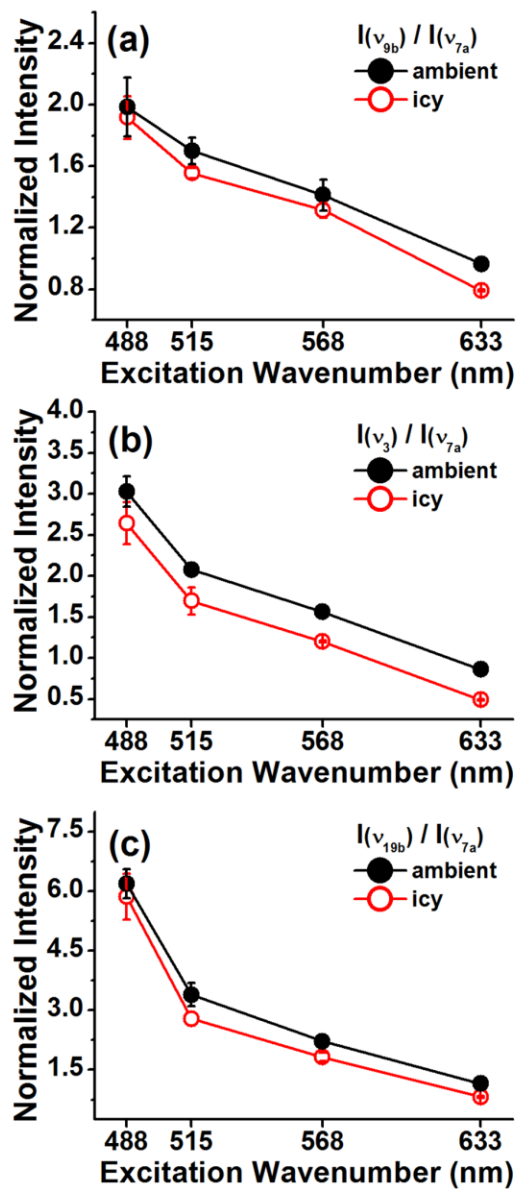 (a)
I(ν9b) / I(ν7a)
ambient
icy
Normalized Intensity
2.4
2.0
1.6
1.2
0.8
488 515 568 633
Excitation Wavenumber (nm)
(b)
I(ν3) / I(ν7a)
ambient
icy
Normalized Intensity
4.0
3.5
3.0
2.5
2.0
1.5
1.0
0.5
488 515 568 633
Excitation Wavenumber (nm)
(c)
I(ν19b) / I(ν7a)
ambient
icy
Normalized Intensity
7.5
6.0
4.5
3.0
1.5
488 515 568 633
Excitation Wavenumber (nm)